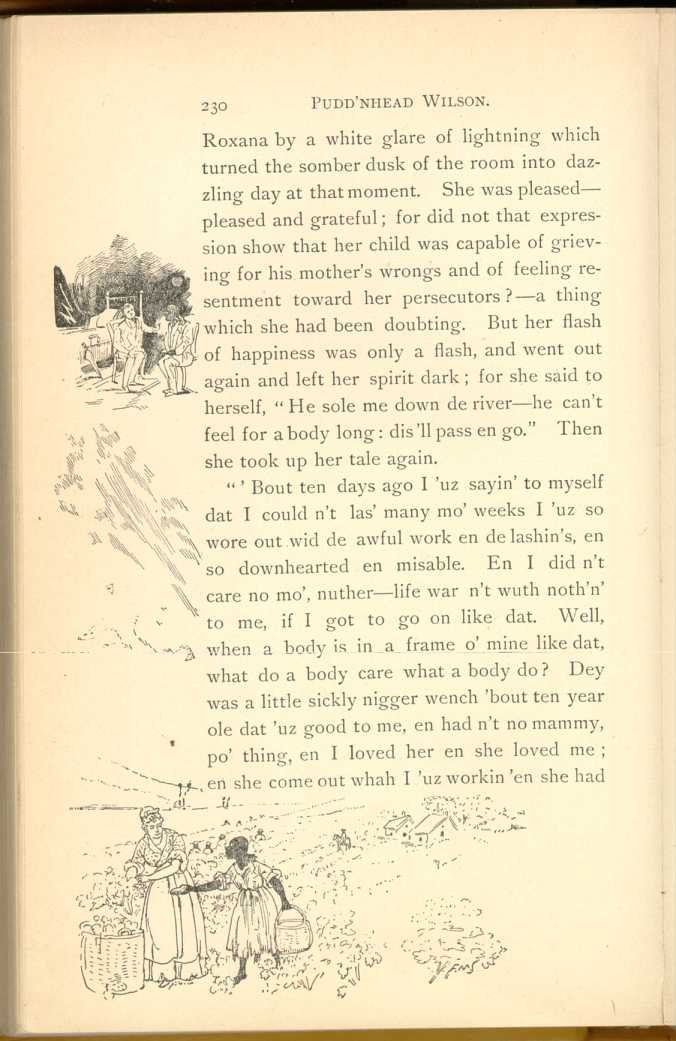 230 PUDD'NHEAD WILSON.
Roxana by a white glare of lightning which
turned the somber dusk of the room into daz-
zling day at that moment. She was pleased—
pleased and grateful; for did not that expres-
sion show that her child was capable of griev-
ing for his mother's wrongs and of feeling re-
sentment toward her persecutors?—a thing
which she had been doubting. But her flash
of happiness was only a flash, and went out
again and left her spirit dark; for she said to
herself, "He sole me down de river—he can't
feel for a body long: dis 'll pass en go." Then
she took up her tale again.
"'Bout ten days ago I 'uz sayin' to myself
dat I could n't las' many mo' weeks I 'uz so
wore out wid de awful work en de lashin's, en
so downhearted en misable. En I did n't
care no mo', nuther—life war n't wuth noth'n'
to me, if I got to go on like dat. Well,
when a body is in a frame o' mine like dat,
what do a body care what a body do? Dey
was a little sickly nigger wench 'bout ten year
ole dat 'uz good to me, en had n't no mammy,
po' thing, en I loved her en she loved me;
en she come out whah I 'uz workin' en she had